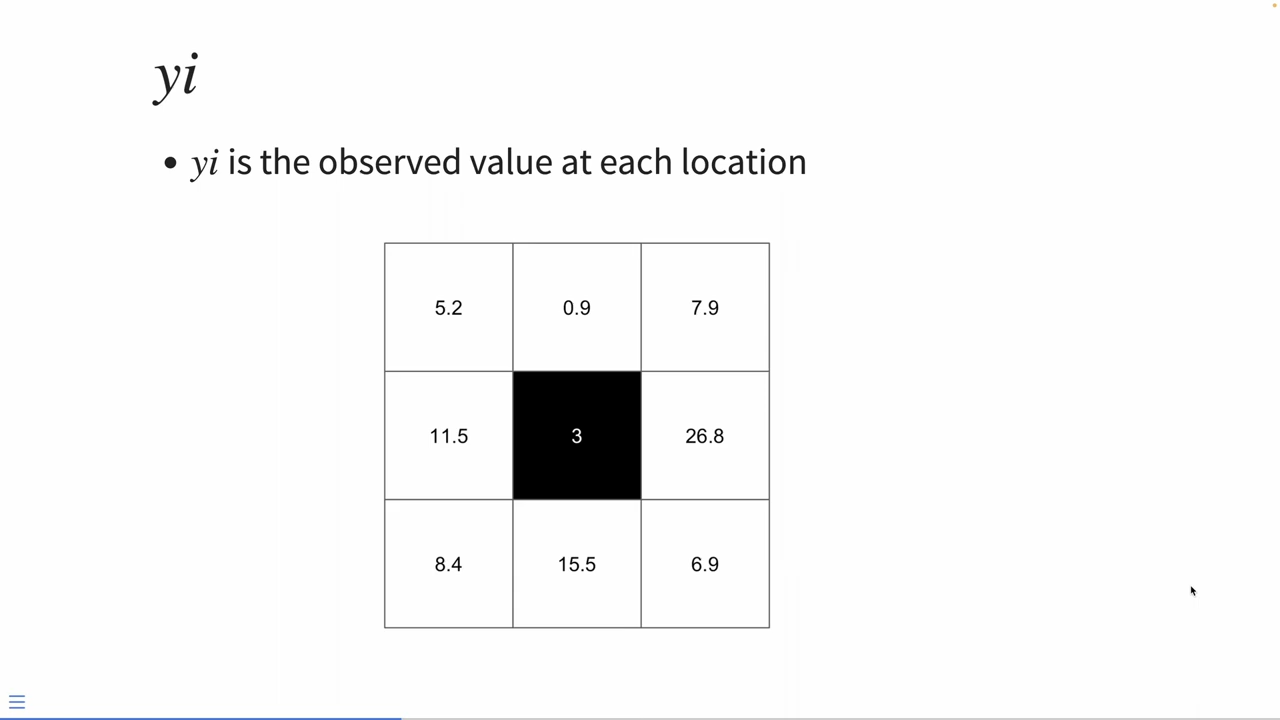 yi
• yi is the observed value at each location
5.2 0.9 7.9
11.5 3 26.8
8.4 15.5 6.9